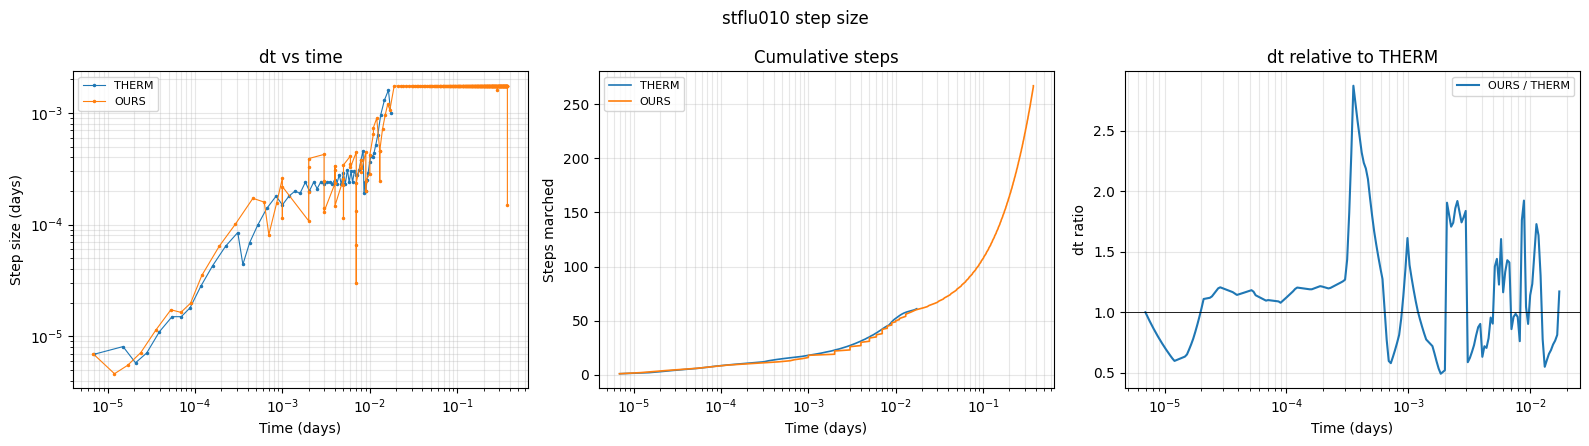 stflu010 step size
dt vs time
Step size (days)
10⁻³
10⁻⁴
10⁻⁵
THERM
OURS
10⁻⁵ 10⁻⁴ 10⁻³ 10⁻² 10⁻¹
Time (days)
Cumulative steps
Steps marched
250
200
150
100
50
0
THERM
OURS
10⁻⁵ 10⁻⁴ 10⁻³ 10⁻² 10⁻¹
Time (days)
dt relative to THERM
dt ratio
2.5
2.0
1.5
1.0
0.5
OURS / THERM
10⁻⁵ 10⁻⁴ 10⁻³ 10⁻²
Time (days)